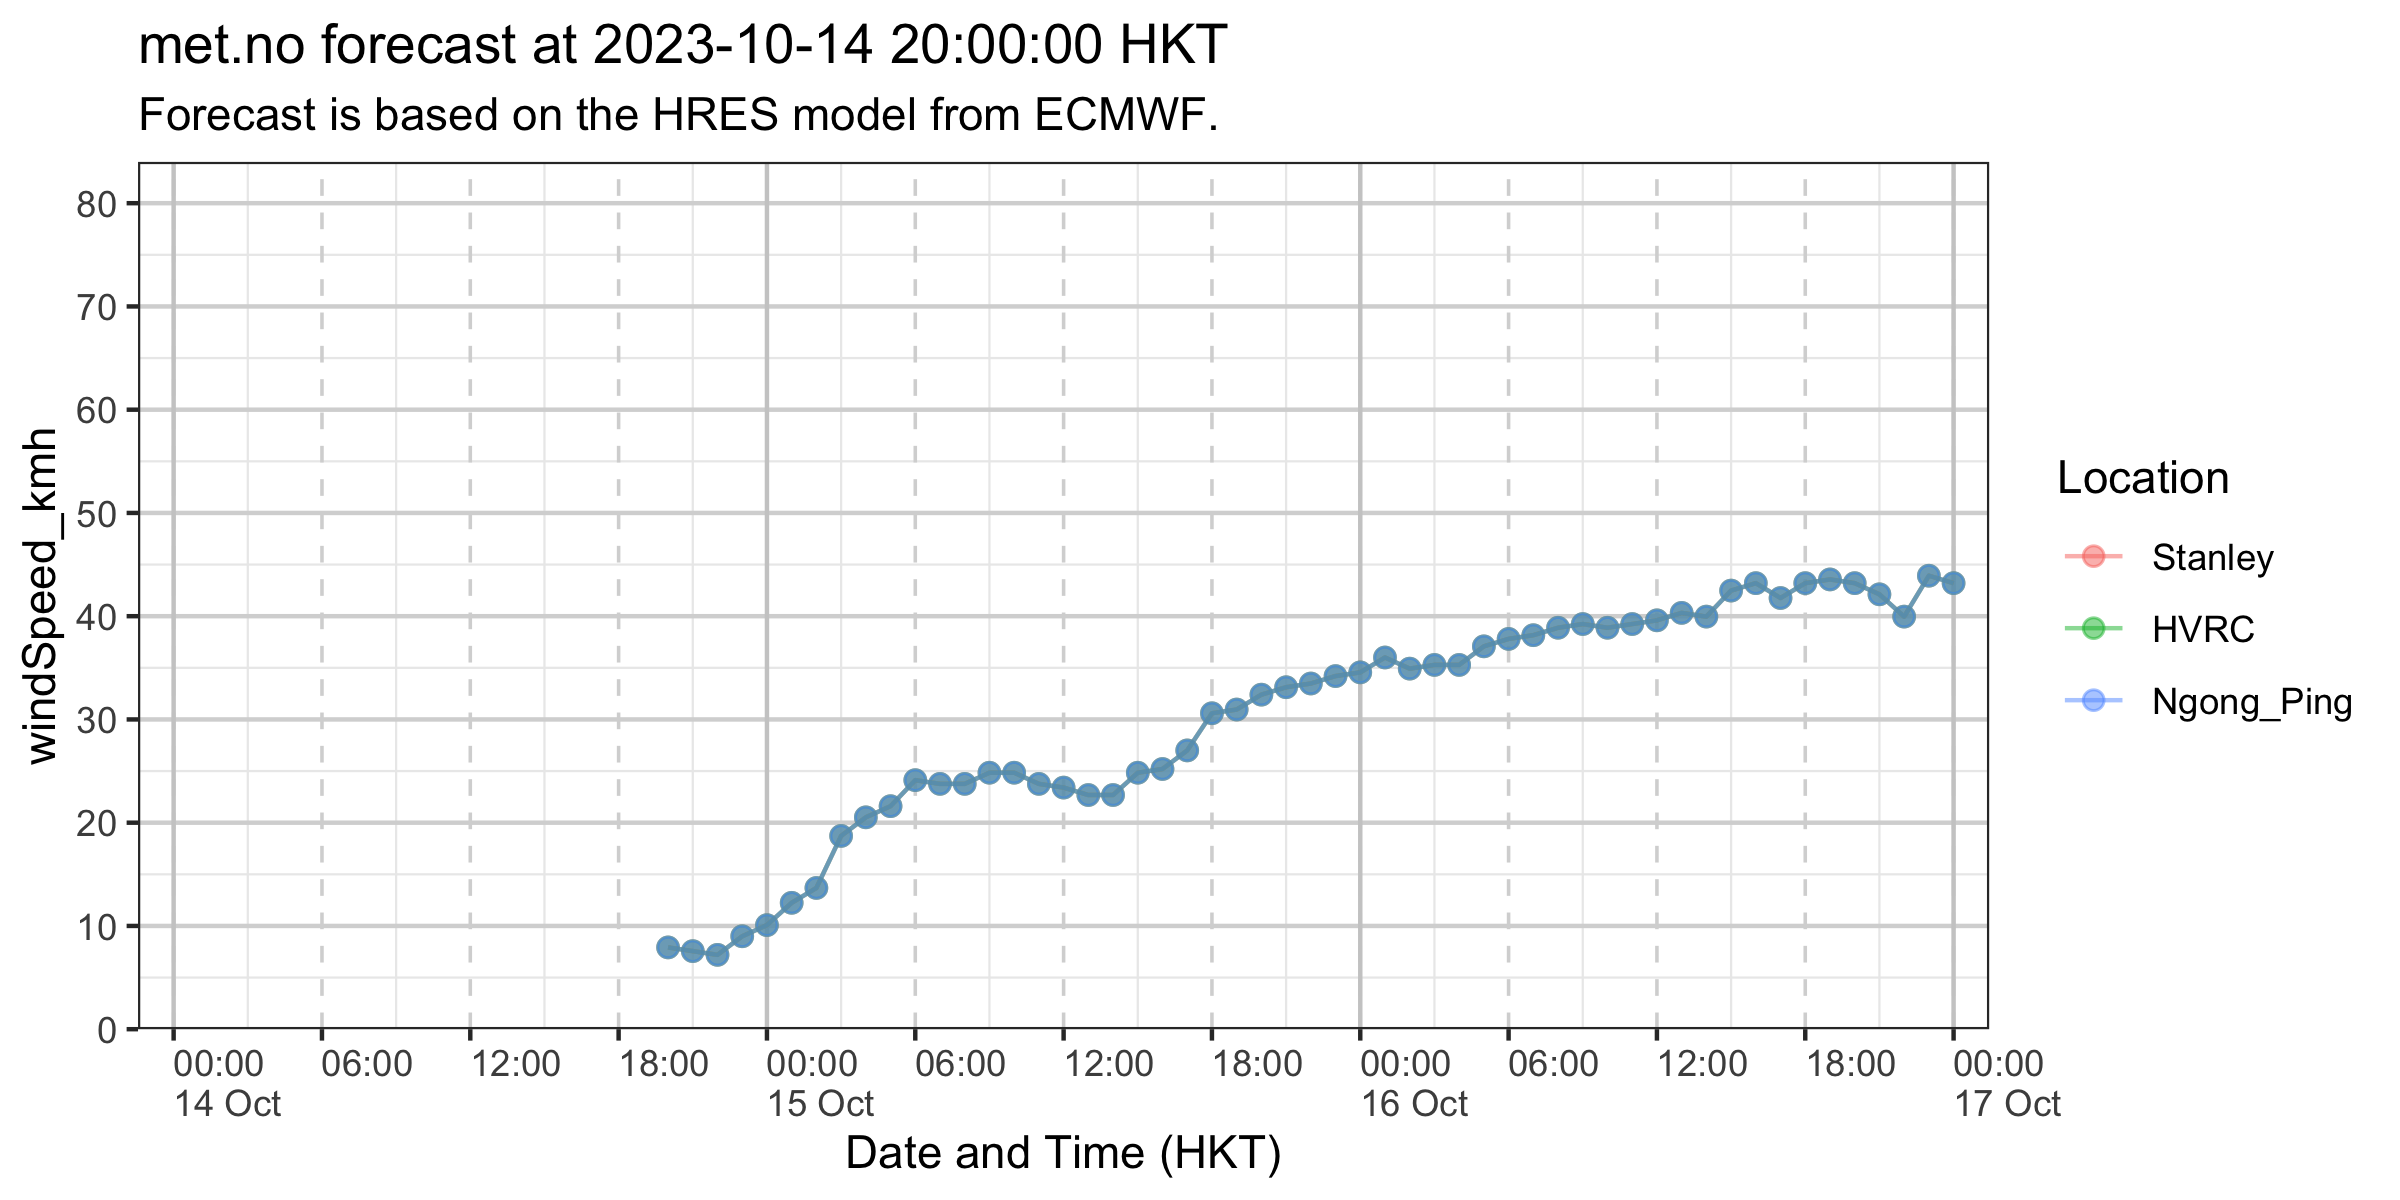 met.no forecast at 2023-10-14 20:00:00 HKT
Forecast is based on the HRES model from ECMWF.
windSpeed_kmh
80
70
60
50
40
30
20
10
0
00:00 06:00 12:00 18:00 00:00 06:00 12:00 18:00 00:00 06:00 12:00 18:00 00:00
14 Oct 15 Oct 16 Oct 17 Oct
Date and Time (HKT)
Location
Stanley
HVRC
Ngong_Ping